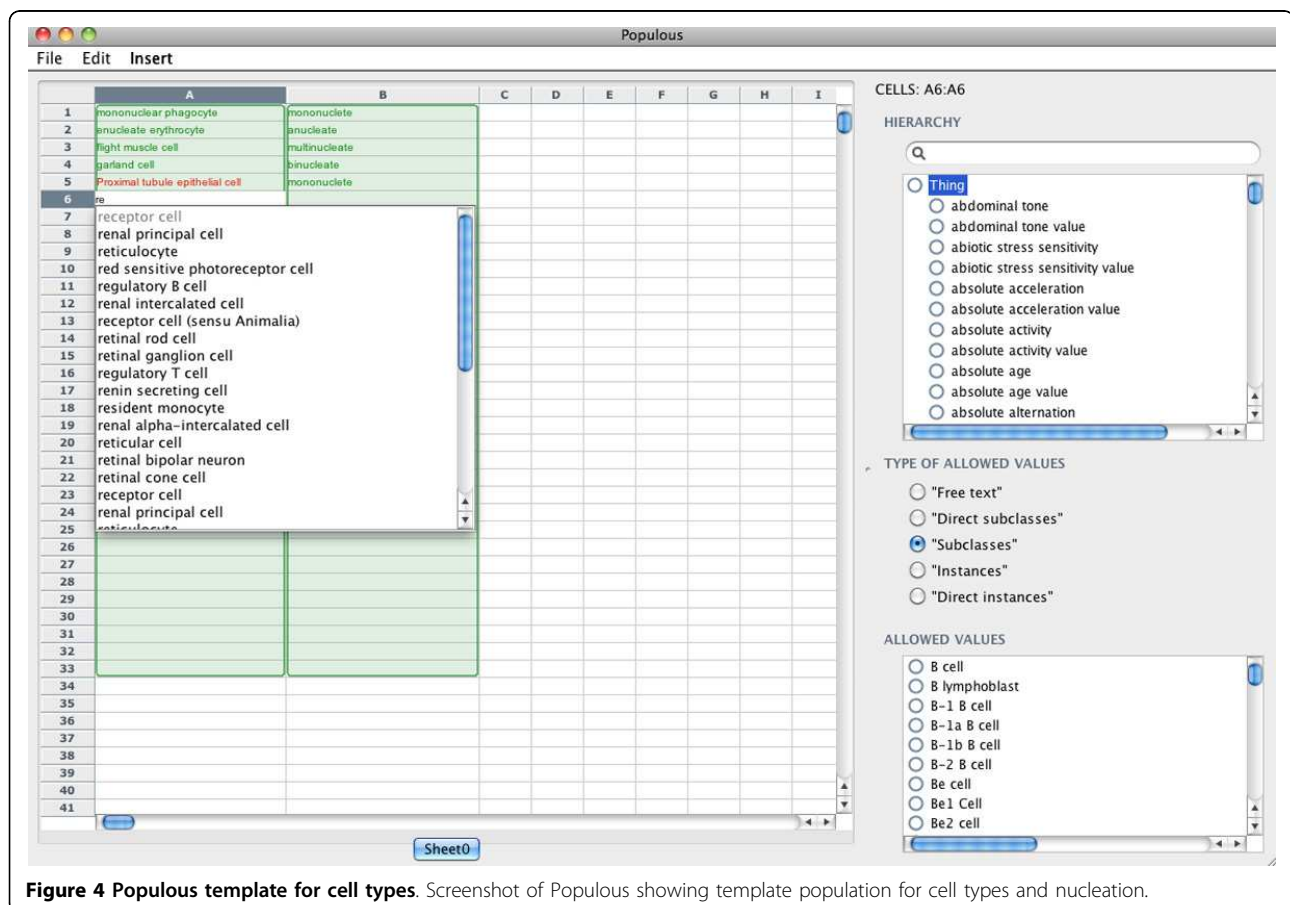 Populous
File Edit Insert
A B C D E F G H I
1 mononuclear phagocyte mononuclete
2 enucleate erythrocyte anucleate
3 flight muscle cell multinucleate
4 garland cell binucleate
5 Proximal tubule epithelial cell mononuclete
6 re
7 receptor cell
8 renal principal cell
9 reticulocyte
10 red sensitive photoreceptor cell
11 regulatory B cell
12 renal intercalated cell
13 receptor cell (sensu Animalia)
14 retinal rod cell
15 retinal ganglion cell
16 regulatory T cell
17 renin secreting cell
18 resident monocyte
19 renal alpha-intercalated cell
20 reticular cell
21 retinal bipolar neuron
22 retinal cone cell
23 receptor cell
24 renal principal cell
25 reticulocyte
26
27
28
29
30
31
32
33
34
35
36
37
38
39
40
41
Sheet0
CELLS: A6:A6
HIERARCHY
Thing
abdominal tone
abdominal tone value
abiotic stress sensitivity
abiotic stress sensitivity value
absolute acceleration
absolute acceleration value
absolute activity
absolute activity value
absolute age
absolute age value
absolute alternation
TYPE OF ALLOWED VALUES
"Free text"
"Direct subclasses"
"Subclasses"
"Instances"
"Direct instances"
ALLOWED VALUES
B cell
B lymphoblast
B-1 B cell
B-1a B cell
B-1b B cell
B-2 B cell
Be cell
Be1 Cell
Be2 cell
Figure 4 Populous template for cell types. Screenshot of Populous showing template population for cell types and nucleation.